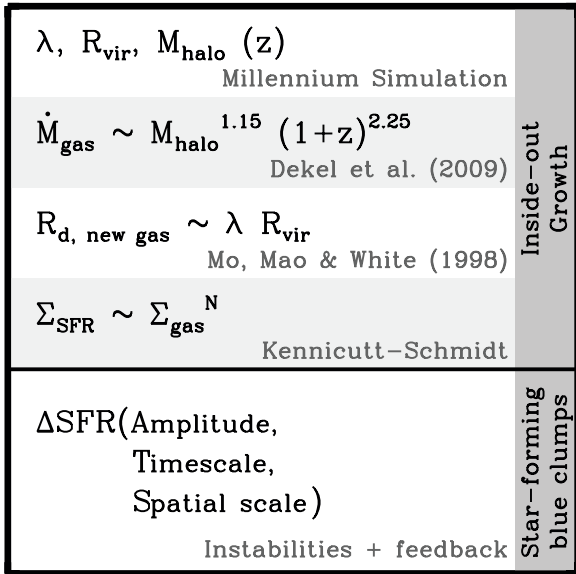 λ, R_vir, M_halo (z)
Millennium Simulation
Ṁ_gas ~ M_halo^1.15 (1+z)^2.25
Dekel et al. (2009)
R_d, new gas ~ λ R_vir
Mo, Mao & White (1998)
Σ_SFR ~ Σ_gas^N
Kennicutt-Schmidt
Inside-out
Growth
ΔSFR(Amplitude,
Timescale,
Spatial scale)
Instabilities + feedback
Star-forming
blue clumps